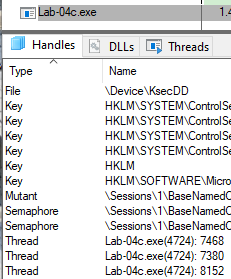 Lab-04c.exe 1.4
Handles DLLs Threads
Type Name
File \Device\KsecDD
Key HKLM\SYSTEM\ControlSe
Key HKLM\SYSTEM\ControlSe
Key HKLM\SYSTEM\ControlSe
Key HKLM\SYSTEM\ControlSe
Key HKLM
Key HKLM\SOFTWARE\Micro
Mutant \Sessions\1\BaseNamedO
Semaphore \Sessions\1\BaseNamedO
Semaphore \Sessions\1\BaseNamedO
Thread Lab-04c.exe(4724): 7468
Thread Lab-04c.exe(4724): 7380
Thread Lab-04c.exe(4724): 8152